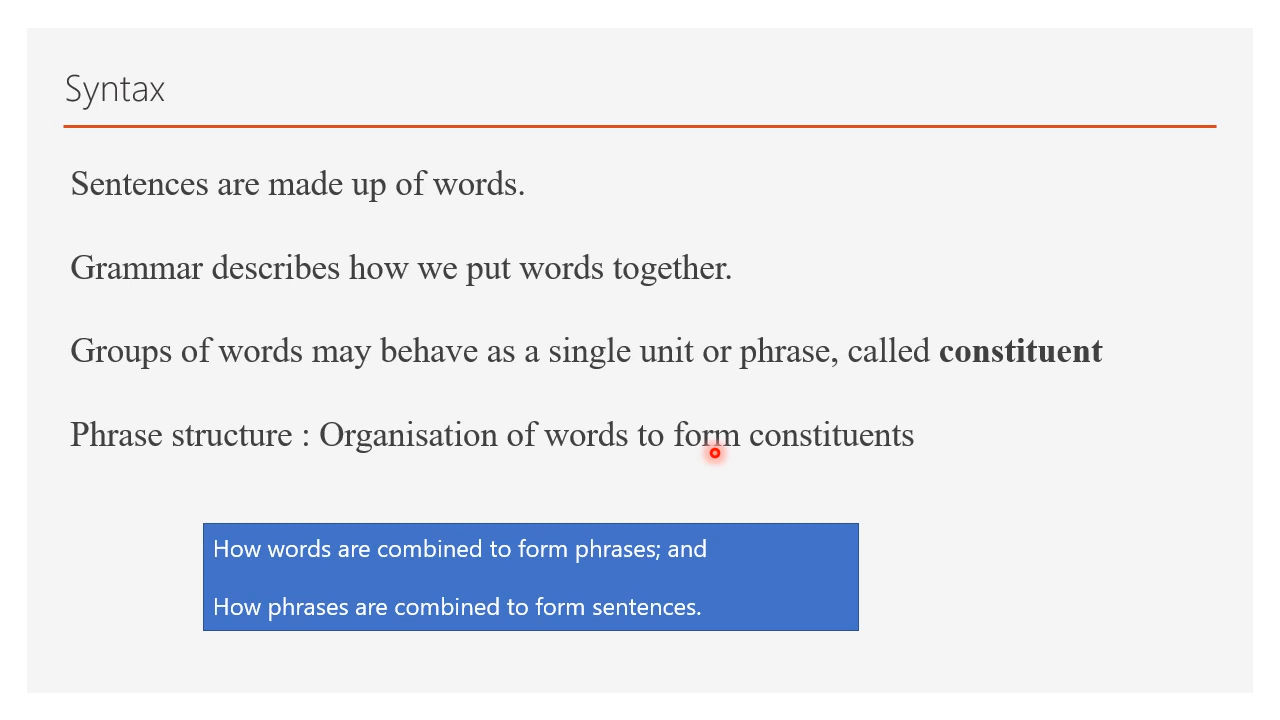 Syntax
Sentences are made up of words.
Grammar describes how we put words together.
Groups of words may behave as a single unit or phrase, called constituent
Phrase structure : Organisation of words to form constituents
How words are combined to form phrases; and
How phrases are combined to form sentences.